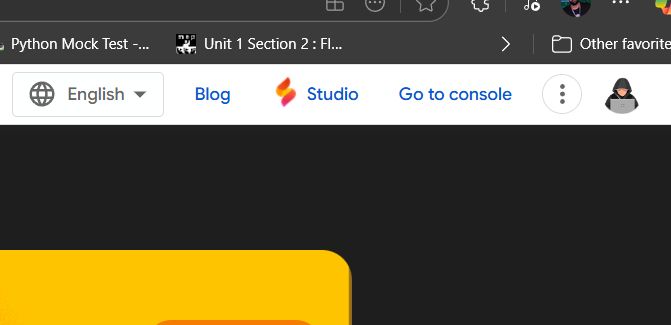 Python Mock Test -...
Unit 1 Section 2 : Fl...
Other favorite
English
Blog
Studio
Go to console